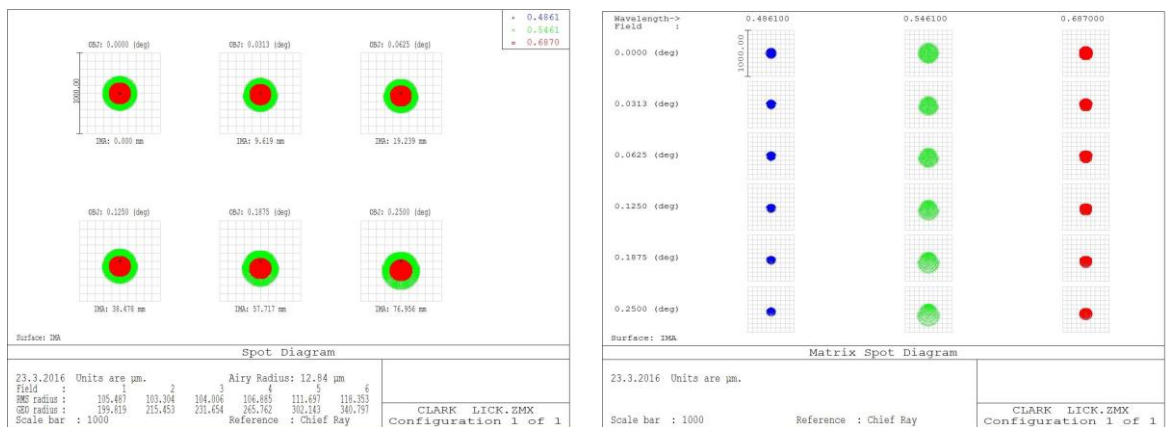 0.4861
0.5461
0.6870
OBJ: 0.0000 (deg)
OBJ: 0.0313 (deg)
OBJ: 0.0625 (deg)
1000.00
IMA: 0.000 mm
IMA: 9.619 mm
IMA: 19.239 mm
OBJ: 0.1250 (deg)
OBJ: 0.1875 (deg)
OBJ: 0.2500 (deg)
IMA: 38.478 mm
IMA: 57.717 mm
IMA: 76.956 mm
Surface: IMA
Spot Diagram
23.3.2016 Units are µm. Airy Radius: 12.84 µm
Field : 1 2 3 4 5 6
RMS radius : 105.487 103.304 104.006 106.885 111.697 118.353
GEO radius : 199.819 215.453 231.654 265.762 302.143 340.797
Scale bar : 1000 Reference : Chief Ray
CLARK LICK.ZMX
Configuration 1 of 1
Wavelength-> 0.486100 0.546100 0.687000
Field :
0.0000 (deg)
1000.00
0.0313 (deg)
0.0625 (deg)
0.1250 (deg)
0.1875 (deg)
0.2500 (deg)
Surface: IMA
Matrix Spot Diagram
23.3.2016 Units are µm.
Scale bar : 1000 Reference : Chief Ray
CLARK LICK.ZMX
Configuration 1 of 1